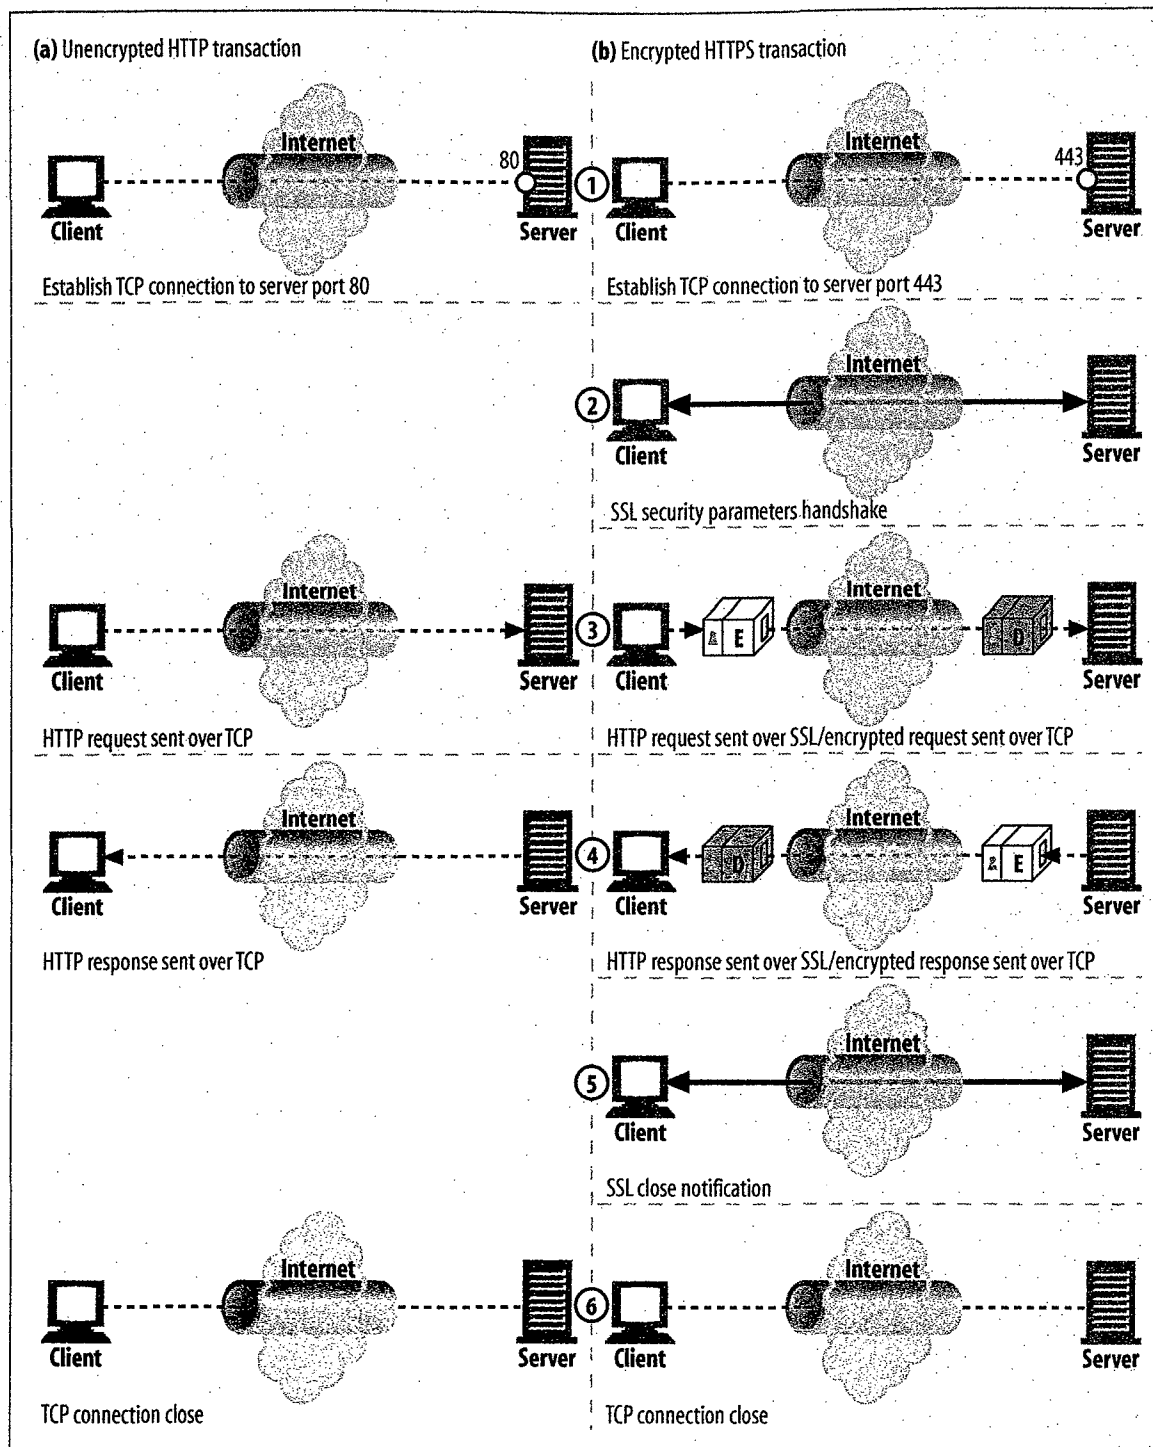 (a) Unencrypted HTTP transaction
(b) Encrypted HTTPS transaction
Internet
80
Client
Server
Establish TCP connection to server port 80
1
Internet
443
Client
Server
Establish TCP connection to server port 443
2
Internet
Client
Server
SSL security parameters handshake
Internet
Client
Server
HTTP request sent over TCP
3
Internet
E
D
Client
Server
HTTP request sent over SSL/encrypted request sent over TCP
Internet
Client
Server
HTTP response sent over TCP
4
Internet
D
E
Client
Server
HTTP response sent over SSL/encrypted response sent over TCP
5
Internet
Client
Server
SSL close notification
Internet
Client
Server
TCP connection close
6
Internet
Client
Server
TCP connection close